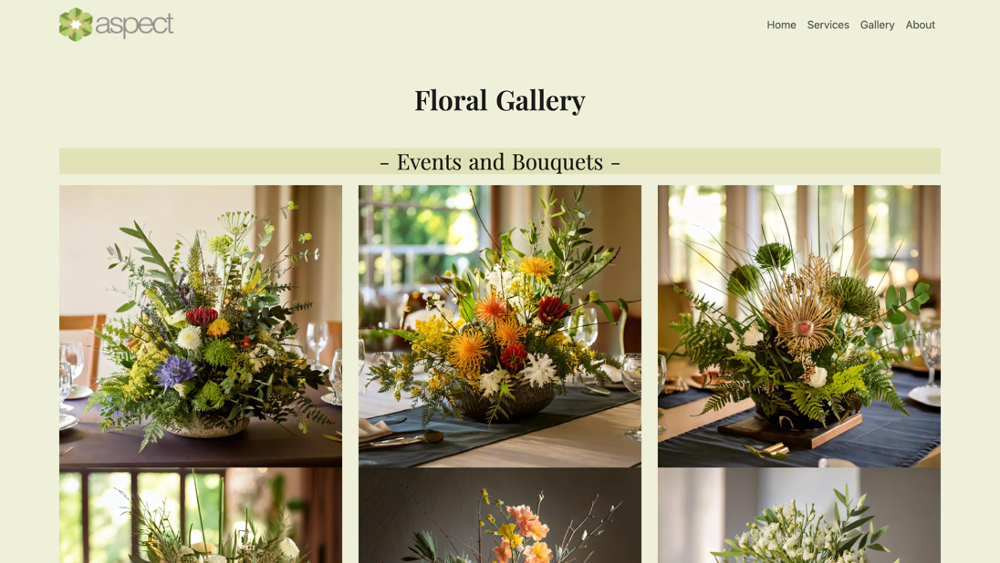 aspect
Home Services Gallery About
Floral Gallery
- Events and Bouquets -